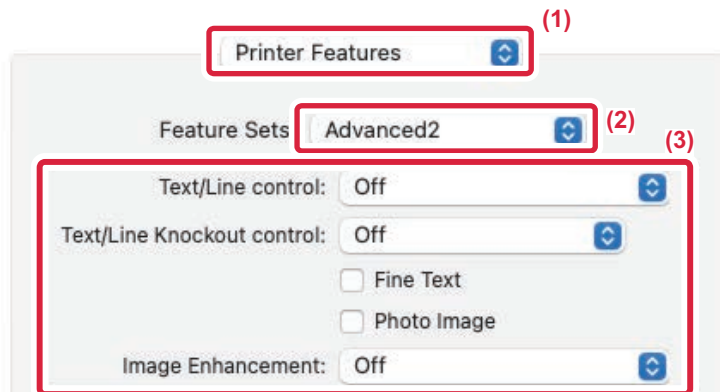 (1)
Printer Features
Feature Sets
Advanced2
(2)
(3)
Text/Line control: Off
Text/Line Knockout control: Off
Fine Text
Photo Image
Image Enhancement: Off